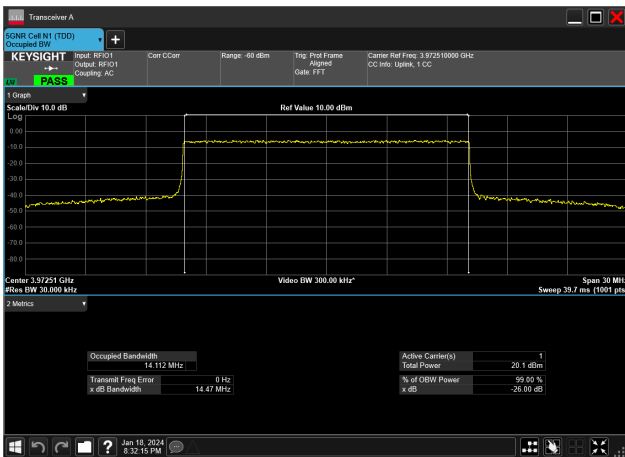 Transceiver A
5GNR Cell N1 (TDD)
Occupied BW
KEYSIGHT
PASS
Input: RFIO1
Output: RFIO1
Coupling: AC
Corr CCorr
Range: -60 dBm
Trig: Prot Frame
Aligned
Gate: FFT
Carrier Ref Freq: 3.972510000 GHz
CC Info: Uplink, 1 CC
1 Graph
Scale/Div 10.0 dB
Ref Value 10.00 dBm
Log
0.00
-10.0
-20.0
-30.0
-40.0
-50.0
-60.0
-70.0
-80.0
Center 3.97251 GHz
Video BW 300.00 kHz*
Span 30 MHz
#Res BW 30.000 kHz
Sweep 39.7 ms (1001 pts
2 Metrics
Occupied Bandwidth
14.112 MHz
Transmit Freq Error 0 Hz
x dB Bandwidth 14.47 MHz
Active Carrier(s) 1
Total Power 20.1 dBm
% of OBW Power 99.00 %
x dB -26.00 dB
Jan 18, 2024
8:32:15 PM